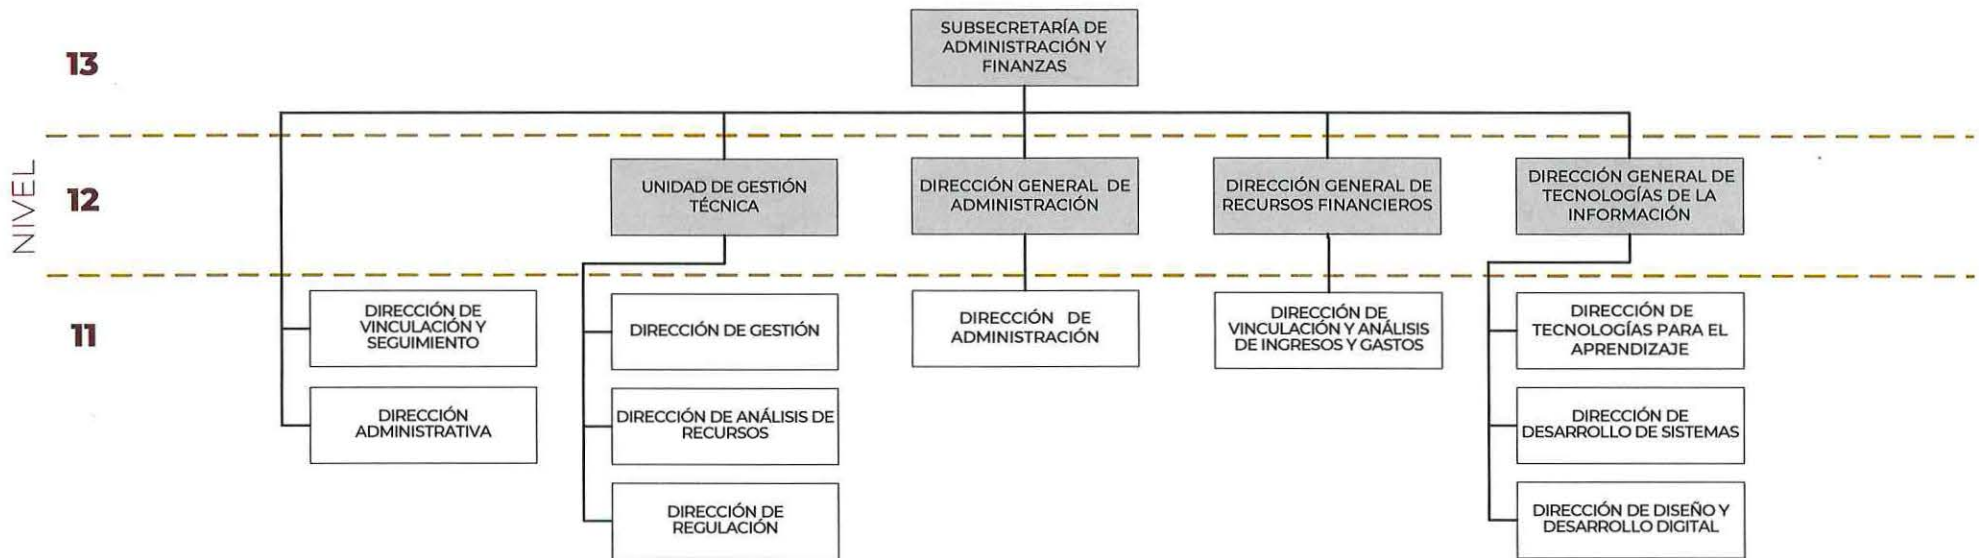 SUBSECRETARÍA DE
ADMINISTRACIÓN Y
FINANZAS
13
NIVEL
12
UNIDAD DE GESTIÓN
TÉCNICA
DIRECCIÓN GENERAL DE
ADMINISTRACIÓN
DIRECCIÓN GENERAL DE
RECURSOS FINANCIEROS
DIRECCIÓN GENERAL DE
TECNOLOGÍAS DE LA
INFORMACIÓN
11
DIRECCIÓN DE
VINCULACIÓN Y
SEGUIMIENTO
DIRECCIÓN DE GESTIÓN
DIRECCIÓN DE
ADMINISTRACIÓN
DIRECCIÓN DE
VINCULACIÓN Y ANÁLISIS
DE INGRESOS Y GASTOS
DIRECCIÓN DE
TECNOLOGÍAS PARA EL
APRENDIZAJE
DIRECCIÓN
ADMINISTRATIVA
DIRECCIÓN DE ANÁLISIS DE
RECURSOS
DIRECCIÓN DE
DESARROLLO DE SISTEMAS
DIRECCIÓN DE
REGULACIÓN
DIRECCIÓN DE DISEÑO Y
DESARROLLO DIGITAL